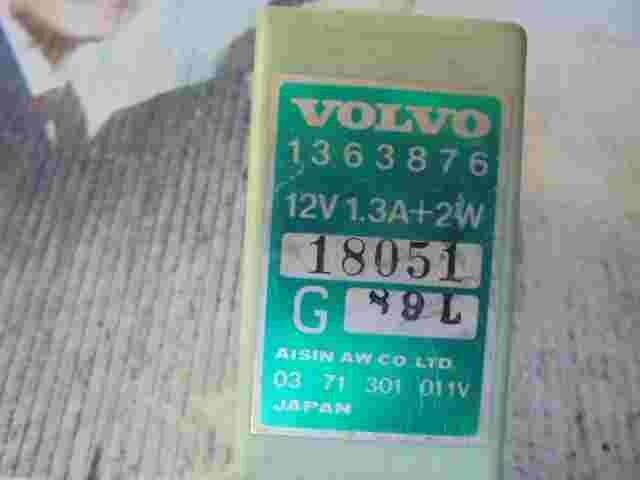 VOLVO
1363876
12V 1.3A+2W
18051
G 89L
AISIN AW CO LTD.
03 71 301 011V
JAPAN